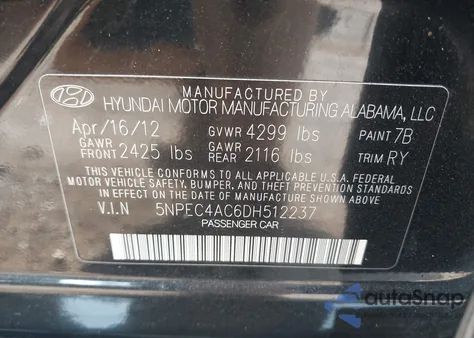 MANUFACTURED BY
HYUNDAI MOTOR MANUFACTURING ALABAMA, LLC
Apr/16/12 GVWR 4299 lbs PAINT 7B
GAWR FRONT 2425 lbs GAWR REAR 2116 lbs TRIM RY
THIS VEHICLE CONFORMS TO ALL APPLICABLE U.S.A. FEDERAL
MOTOR VEHICLE SAFETY, BUMPER, AND THEFT PREVENTION STANDARDS
IN EFFECT ON THE DATE OF MANUFACTURE SHOWN ABOVE.
V.I.N 5NPEC4AC6DH512237
PASSENGER CAR
autoSnap